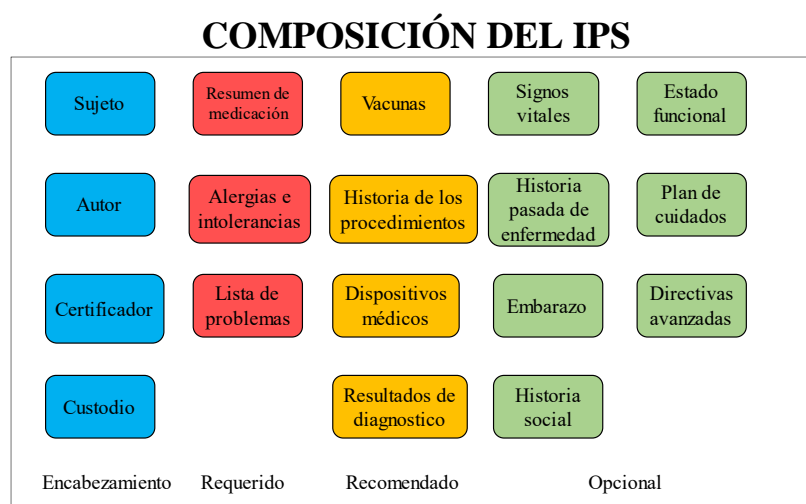 COMPOSICIÓN DEL IPS
Sujeto
Resumen de
medicación
Vacunas
Signos
vitales
Estado
funcional
Autor
Alergias e
intolerancias
Historia de los
procedimientos
Historia
pasada de
enfermedad
Plan de
cuidados
Certificador
Lista de
problemas
Dispositivos
médicos
Embarazo
Directivas
avanzadas
Custodio
Resultados de
diagnostico
Historia
social
Encabezamiento
Requerido
Recomendado
Opcional